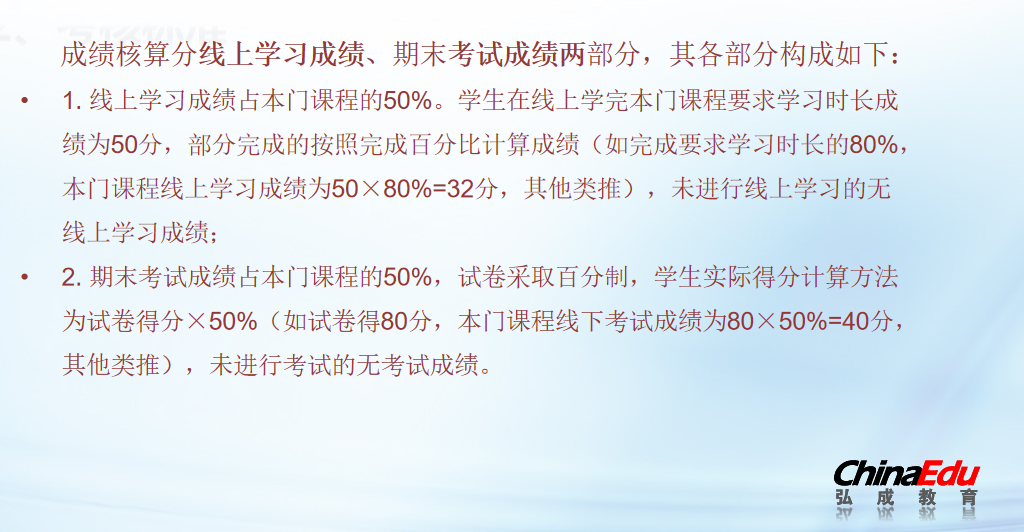 成绩核算分线上学习成绩、期末考试成绩两部分，其各部分构成如下：
• 1. 线上学习成绩占本门课程的50%。学生在线上学完本门课程要求学习时长成
绩为50分，部分完成的按照完成百分比计算成绩（如完成要求学习时长的80%，
本门课程线上学习成绩为50×80%=32分，其他类推），未进行线上学习的无
线上学习成绩；
• 2. 期末考试成绩占本门课程的50%，试卷采取百分制，学生实际得分计算方法
为试卷得分×50%（如试卷得80分，本门课程线下考试成绩为80×50%=40分，
其他类推），未进行考试的无考试成绩。
ChinaEdu
弘成教育